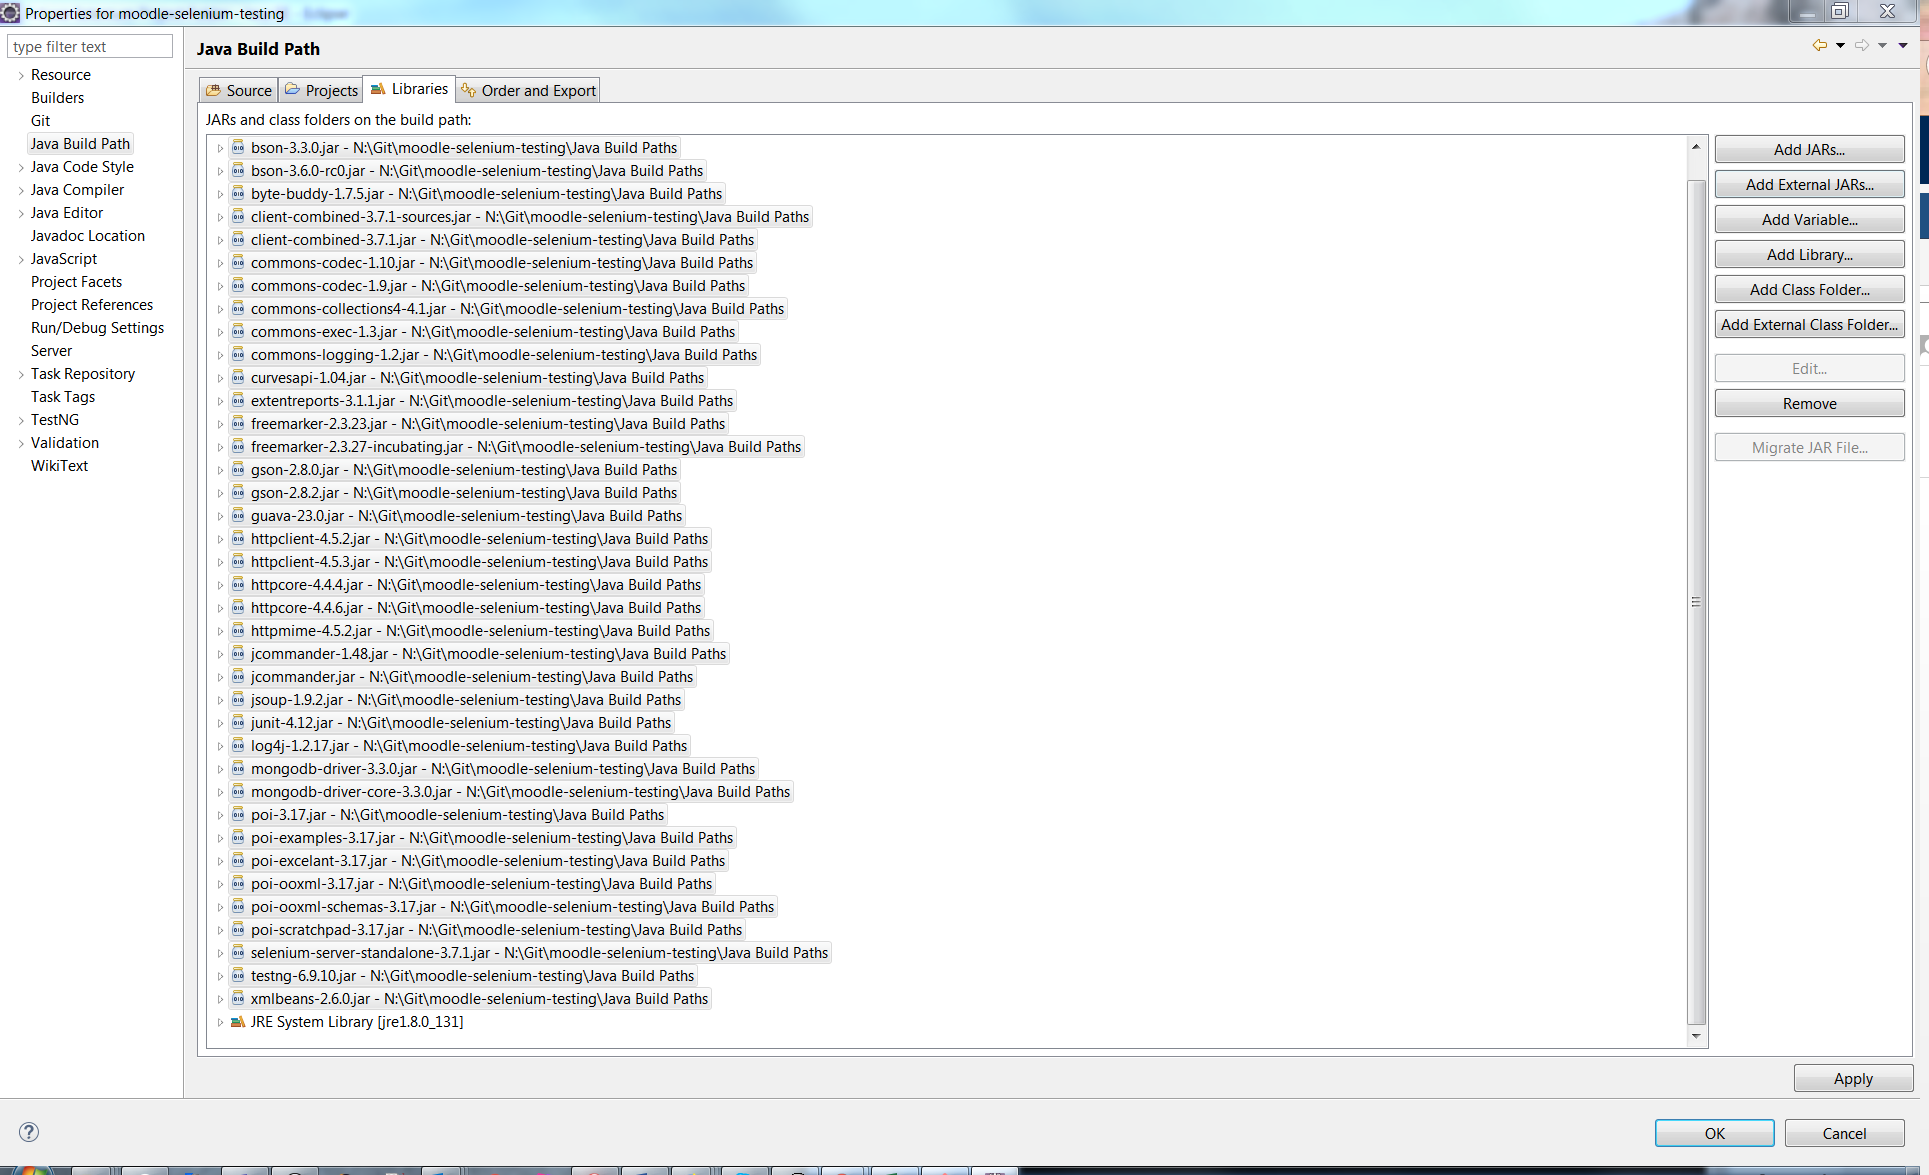 Properties for moodle-selenium-testing
type filter text
Resource
Builders
Git
Java Build Path
Java Code Style
Java Compiler
Java Editor
Javadoc Location
JavaScript
Project Facets
Project References
Run/Debug Settings
Server
Task Repository
Task Tags
TestNG
Validation
WikiText
Java Build Path
Source Projects Libraries Order and Export
JARs and class folders on the build path:
bson-3.3.0.jar - N:\Git\moodle-selenium-testing\Java Build Paths
bson-3.6.0-rc0.jar - N:\Git\moodle-selenium-testing\Java Build Paths
byte-buddy-1.7.5.jar - N:\Git\moodle-selenium-testing\Java Build Paths
client-combined-3.7.1-sources.jar - N:\Git\moodle-selenium-testing\Java Build Paths
client-combined-3.7.1.jar - N:\Git\moodle-selenium-testing\Java Build Paths
commons-codec-1.10.jar - N:\Git\moodle-selenium-testing\Java Build Paths
commons-codec-1.9.jar - N:\Git\moodle-selenium-testing\Java Build Paths
commons-collections4-4.1.jar - N:\Git\moodle-selenium-testing\Java Build Paths
commons-exec-1.3.jar - N:\Git\moodle-selenium-testing\Java Build Paths
commons-logging-1.2.jar - N:\Git\moodle-selenium-testing\Java Build Paths
curvesapi-1.04.jar - N:\Git\moodle-selenium-testing\Java Build Paths
extentreports-3.1.1.jar - N:\Git\moodle-selenium-testing\Java Build Paths
freemarker-2.3.23.jar - N:\Git\moodle-selenium-testing\Java Build Paths
freemarker-2.3.27-incubating.jar - N:\Git\moodle-selenium-testing\Java Build Paths
gson-2.8.0.jar - N:\Git\moodle-selenium-testing\Java Build Paths
gson-2.8.2.jar - N:\Git\moodle-selenium-testing\Java Build Paths
guava-23.0.jar - N:\Git\moodle-selenium-testing\Java Build Paths
httpclient-4.5.2.jar - N:\Git\moodle-selenium-testing\Java Build Paths
httpclient-4.5.3.jar - N:\Git\moodle-selenium-testing\Java Build Paths
httpcore-4.4.4.jar - N:\Git\moodle-selenium-testing\Java Build Paths
httpcore-4.4.6.jar - N:\Git\moodle-selenium-testing\Java Build Paths
httpmime-4.5.2.jar - N:\Git\moodle-selenium-testing\Java Build Paths
jcommander-1.48.jar - N:\Git\moodle-selenium-testing\Java Build Paths
jcommander.jar - N:\Git\moodle-selenium-testing\Java Build Paths
jsoup-1.9.2.jar - N:\Git\moodle-selenium-testing\Java Build Paths
junit-4.12.jar - N:\Git\moodle-selenium-testing\Java Build Paths
log4j-1.2.17.jar - N:\Git\moodle-selenium-testing\Java Build Paths
mongodb-driver-3.3.0.jar - N:\Git\moodle-selenium-testing\Java Build Paths
mongodb-driver-core-3.3.0.jar - N:\Git\moodle-selenium-testing\Java Build Paths
poi-3.17.jar - N:\Git\moodle-selenium-testing\Java Build Paths
poi-examples-3.17.jar - N:\Git\moodle-selenium-testing\Java Build Paths
poi-excelant-3.17.jar - N:\Git\moodle-selenium-testing\Java Build Paths
poi-ooxml-3.17.jar - N:\Git\moodle-selenium-testing\Java Build Paths
poi-ooxml-schemas-3.17.jar - N:\Git\moodle-selenium-testing\Java Build Paths
poi-scratchpad-3.17.jar - N:\Git\moodle-selenium-testing\Java Build Paths
selenium-server-standalone-3.7.1.jar - N:\Git\moodle-selenium-testing\Java Build Paths
testng-6.9.10.jar - N:\Git\moodle-selenium-testing\Java Build Paths
xmlbeans-2.6.0.jar - N:\Git\moodle-selenium-testing\Java Build Paths
JRE System Library [jre1.8.0_131]
Add JARs...
Add External JARs...
Add Variable...
Add Library...
Add Class Folder...
Add External Class Folder...
Edit...
Remove
Migrate JAR File...
Apply
OK Cancel